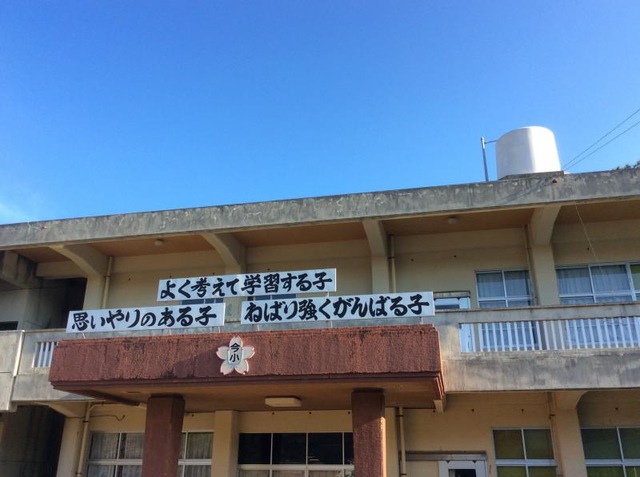 よく考えて学習する子
思いやりのある子
ねばり強くがんばる子
今小